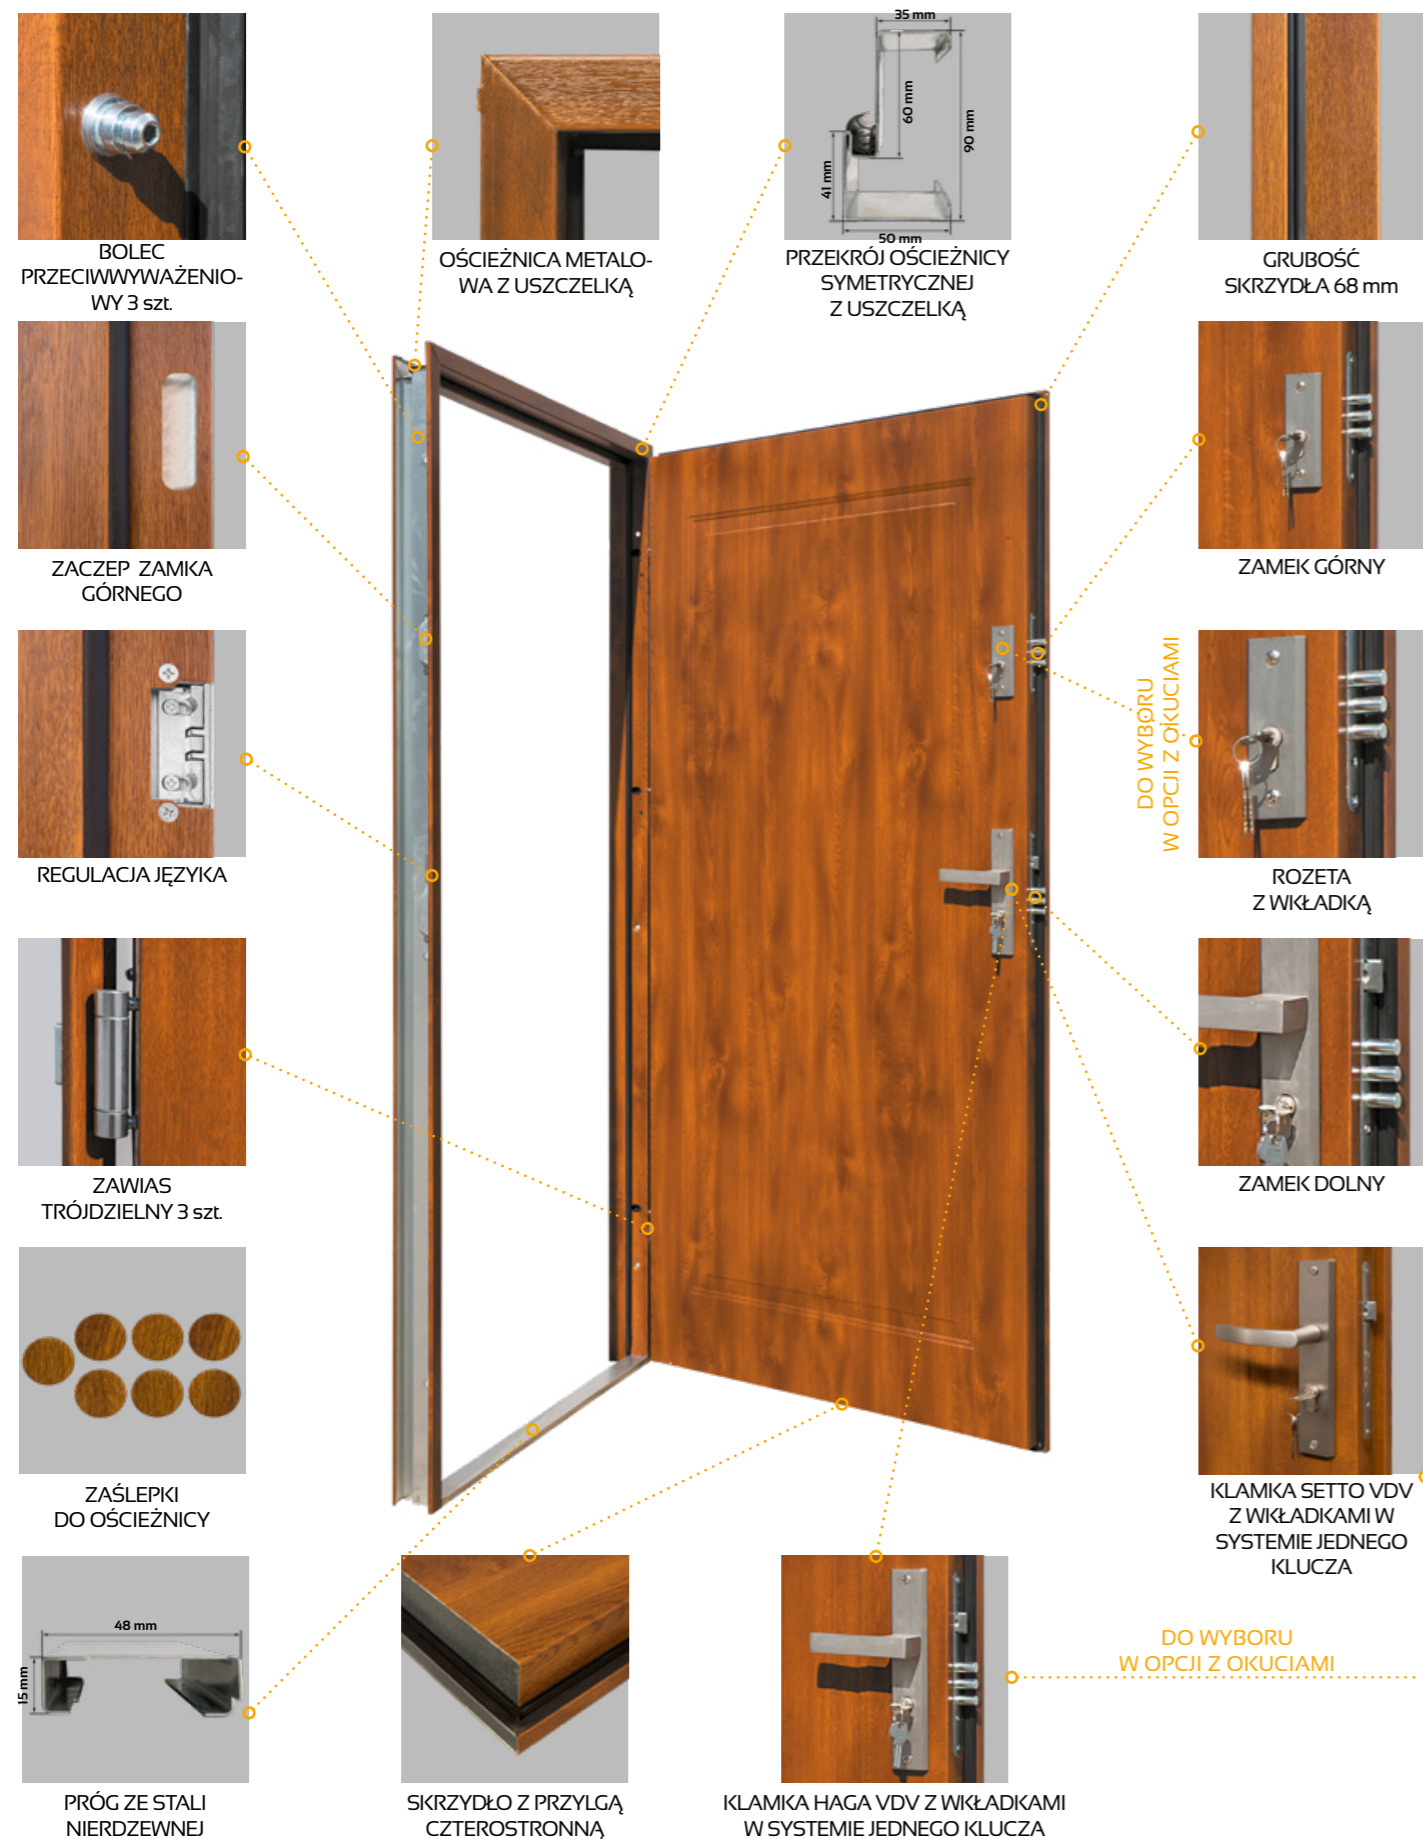 BOLEC
PRZECIWWYWAŻENIO-
WY 3 szt.
OŚCIEŻNICA METALO-
WA Z USZCZELKĄ
35 mm
60 mm
90 mm
41 mm
50 mm
PRZEKRÓJ OŚCIEŻNICY
SYMETRYCZNEJ
Z USZCZELKĄ
GRUBOŚĆ
SKRZYDŁA 68 mm
ZACZEP ZAMKA
GÓRNEGO
ZAMEK GÓRNY
REGULACJA JĘZYKA
DO WYBORU
W OPCJI Z OKUCIAMI
ROZETA
Z WKŁADKĄ
ZAWIAS
TRÓJDZIELNY 3 szt.
ZAMEK DOLNY
ZAŚLEPKI
DO OŚCIEŻNICY
KLAMKA SETTO VDV
Z WKŁADKAMI W
SYSTEMIE JEDNEGO
KLUCZA
48 mm
15 mm
PRÓG ZE STALI
NIERDZEWNEJ
SKRZYDŁO Z PRZYLGĄ
CZTEROSTRONNĄ
KLAMKA HAGA VDV Z WKŁADKAMI
W SYSTEMIE JEDNEGO KLUCZA
DO WYBORU
W OPCJI Z OKUCIAMI